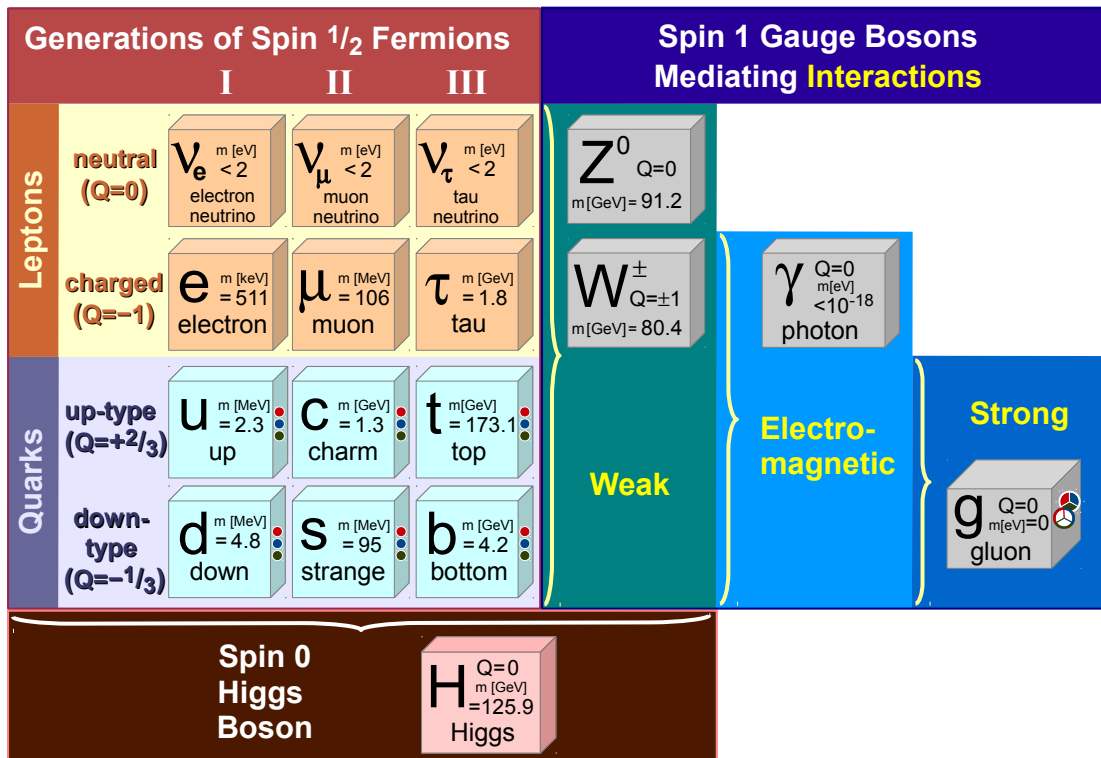 Generations of Spin 1/2 Fermions
I II III
Spin 1 Gauge Bosons
Mediating Interactions
Leptons
neutral
(Q=0)
νe m [eV] <2
electron
neutrino
νμ m [eV] <2
muon
neutrino
ντ m [eV] <2
tau
neutrino
Z0 Q=0
m[GeV]= 91.2
charged
(Q=−1)
e m [keV] = 511
electron
μ m [MeV] = 106
muon
τ m [GeV] = 1.8
tau
W± Q=±1
m[GeV]= 80.4
γ Q=0
m[eV]
<10-18
photon
Quarks
up-type
(Q=+2/3)
u m [MeV] = 2.3
up
c m [GeV] = 1.3
charm
t m[GeV] = 173.1
top
down-
type
(Q=−1/3)
d m [MeV] = 4.8
down
s m [MeV] = 95
strange
b m [GeV] = 4.2
bottom
Weak
Electro-
magnetic
Strong
g Q=0
m[eV]=0
gluon
Spin 0
Higgs
Boson
H Q=0
m [GeV]
=125.9
Higgs